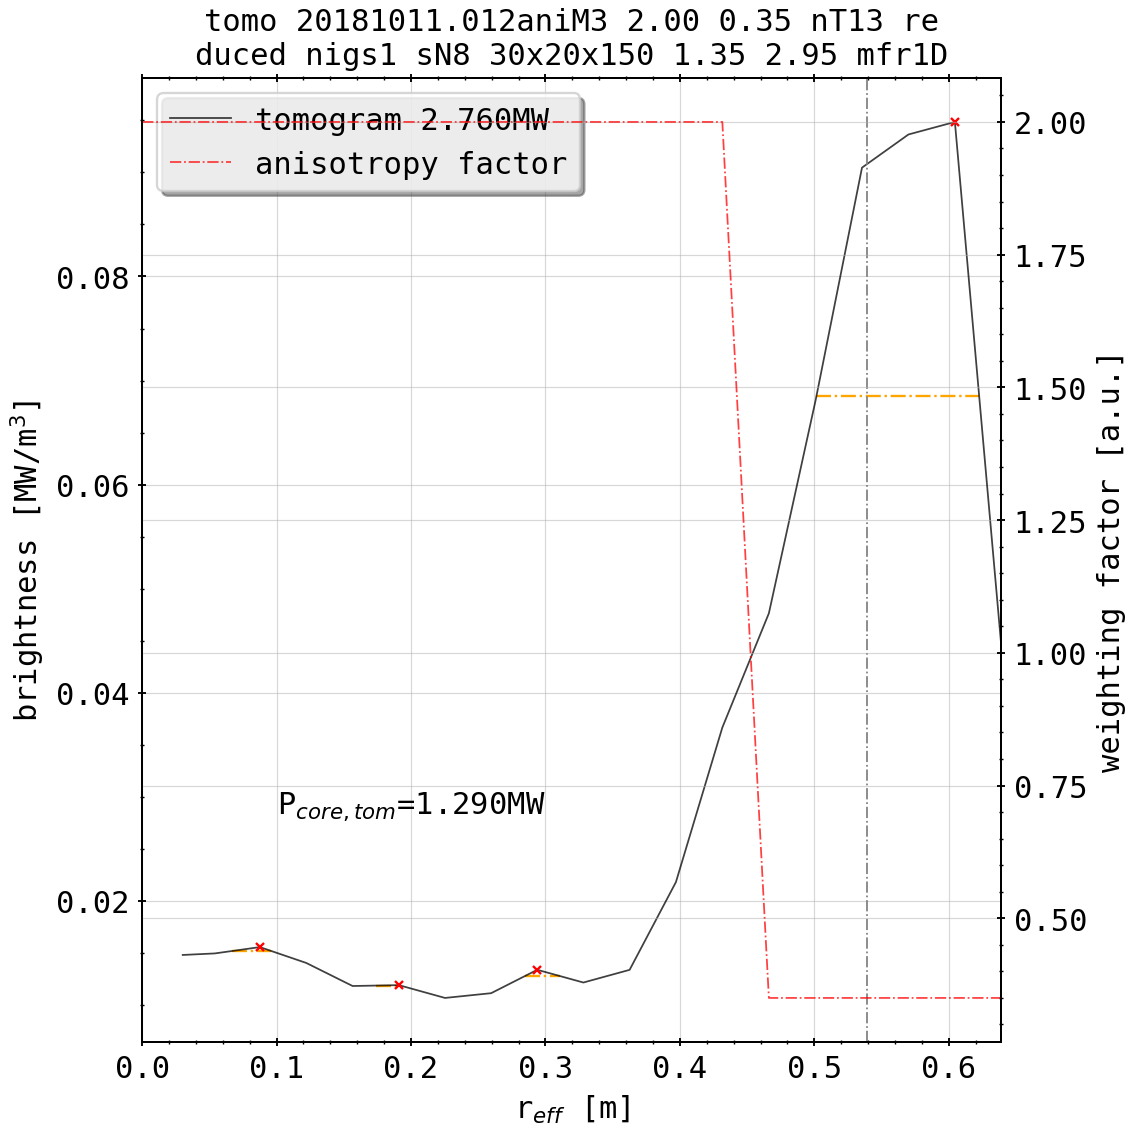 tomo 20181011.012aniM3 2.00 0.35 nT13 re
duced nigs1 sN8 30x20x150 1.35 2.95 mfr1D
tomogram 2.760MW
anisotropy factor
brightness [MW/m³]
0.08
0.06
0.04
0.02
P_core,tom=1.290MW
2.00
1.75
1.50
1.25
1.00
0.75
0.50
weighting factor [a.u.]
0.0 0.1 0.2 0.3 0.4 0.5 0.6
r_eff [m]